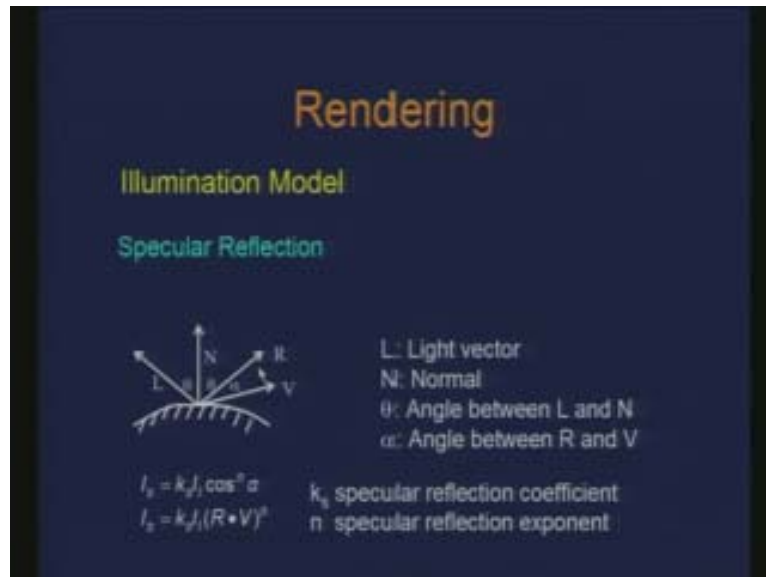 Rendering
Illumination Model
Specular Reflection
N
R
L θ θ α
V
L: Light vector
N: Normal
θ: Angle between L and N
α: Angle between R and V
Iₛ = kₛIₗ cosⁿ α
Iₛ = kₛIₗ(R•V)ⁿ
kₛ specular reflection coefficient
n specular reflection exponent